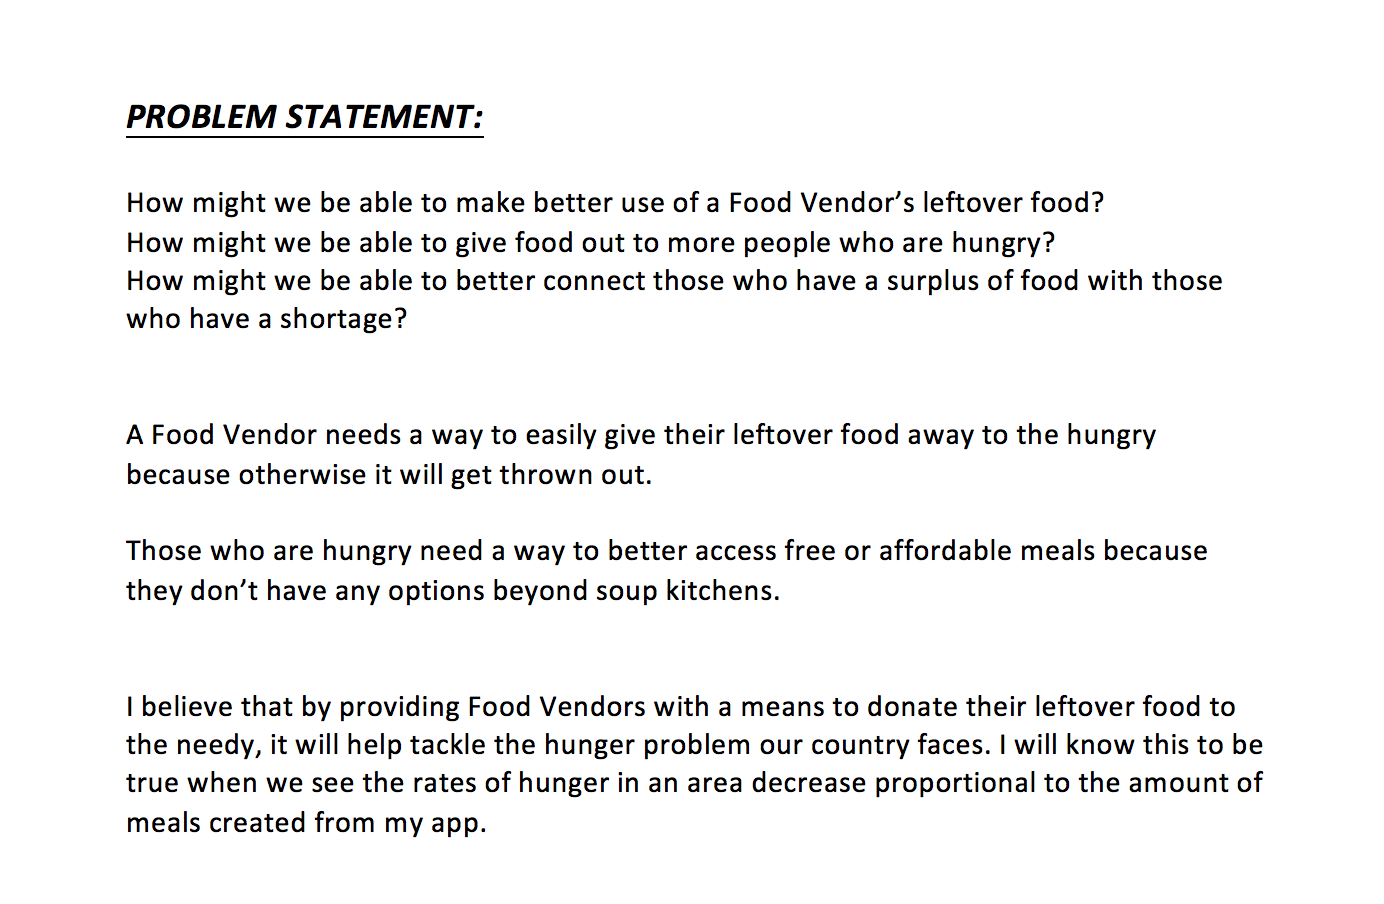 PROBLEM STATEMENT:
How might we be able to make better use of a Food Vendor’s leftover food?
How might we be able to give food out to more people who are hungry?
How might we be able to better connect those who have a surplus of food with those
who have a shortage?
A Food Vendor needs a way to easily give their leftover food away to the hungry
because otherwise it will get thrown out.
Those who are hungry need a way to better access free or affordable meals because
they don’t have any options beyond soup kitchens.
I believe that by providing Food Vendors with a means to donate their leftover food to
the needy, it will help tackle the hunger problem our country faces. I will know this to be
true when we see the rates of hunger in an area decrease proportional to the amount of
meals created from my app.